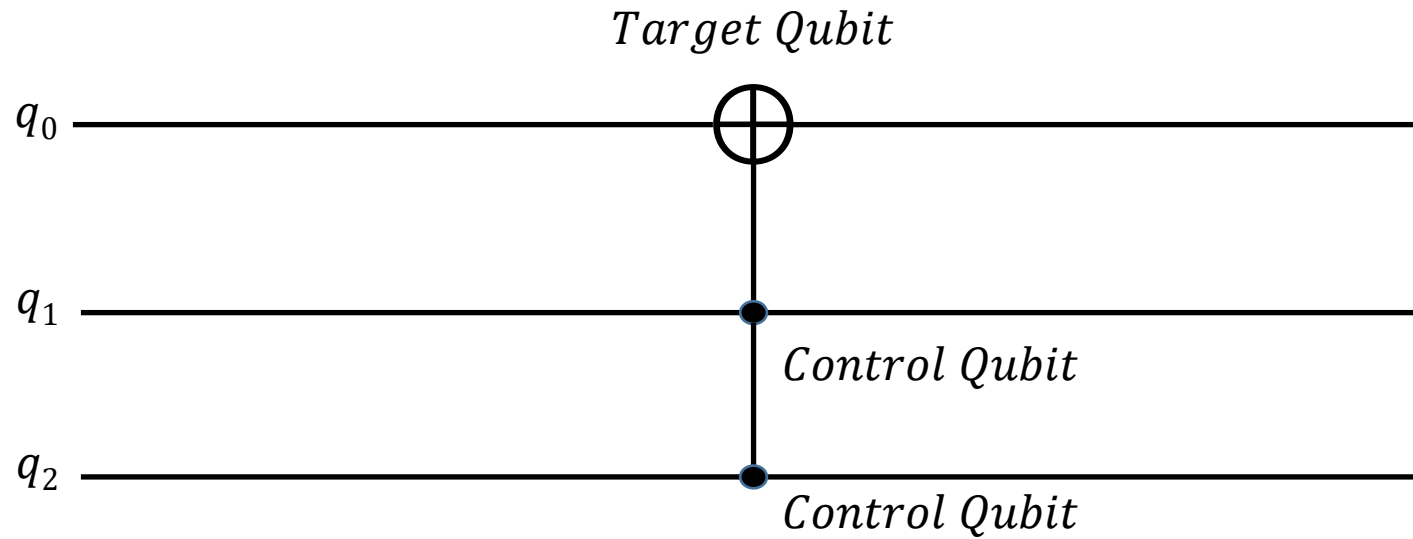 Target Qubit
q₀
q₁
Control Qubit
q₂
Control Qubit